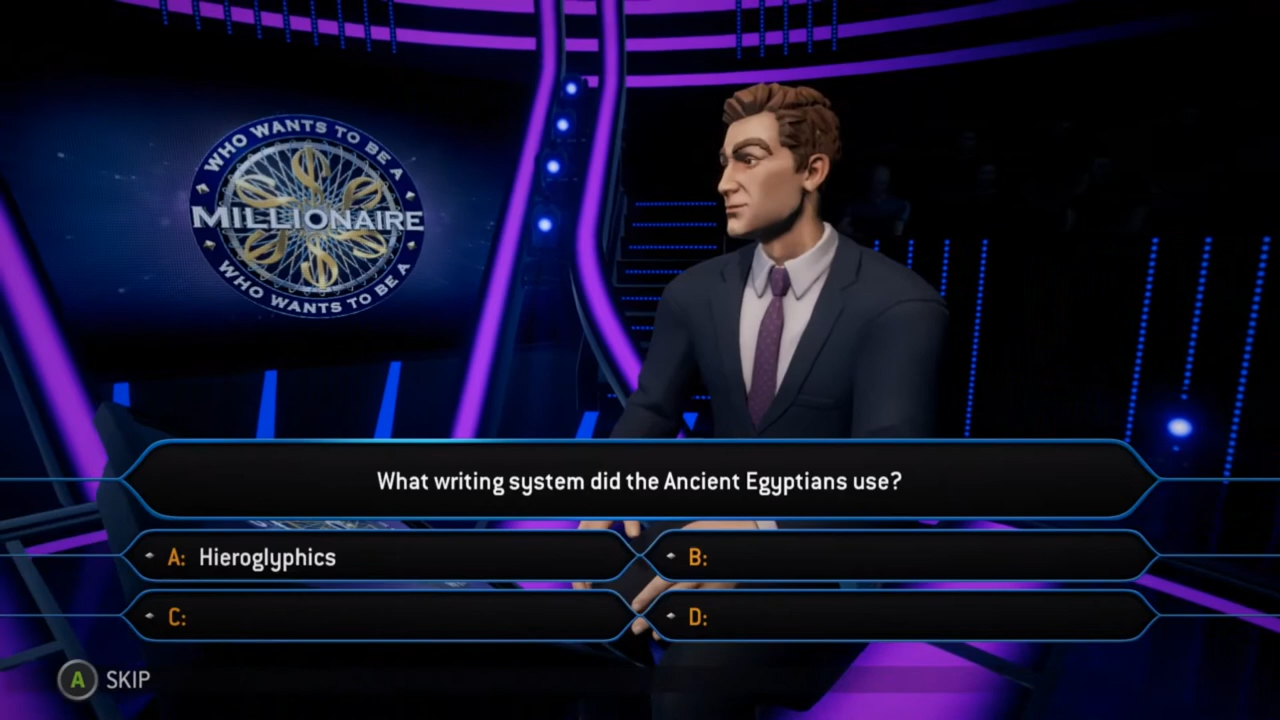 WHO WANTS TO BE A
MILLIONAIRE
WHO WANTS TO BE A
What writing system did the Ancient Egyptians use?
A: Hieroglyphics
B:
C:
D:
A SKIP